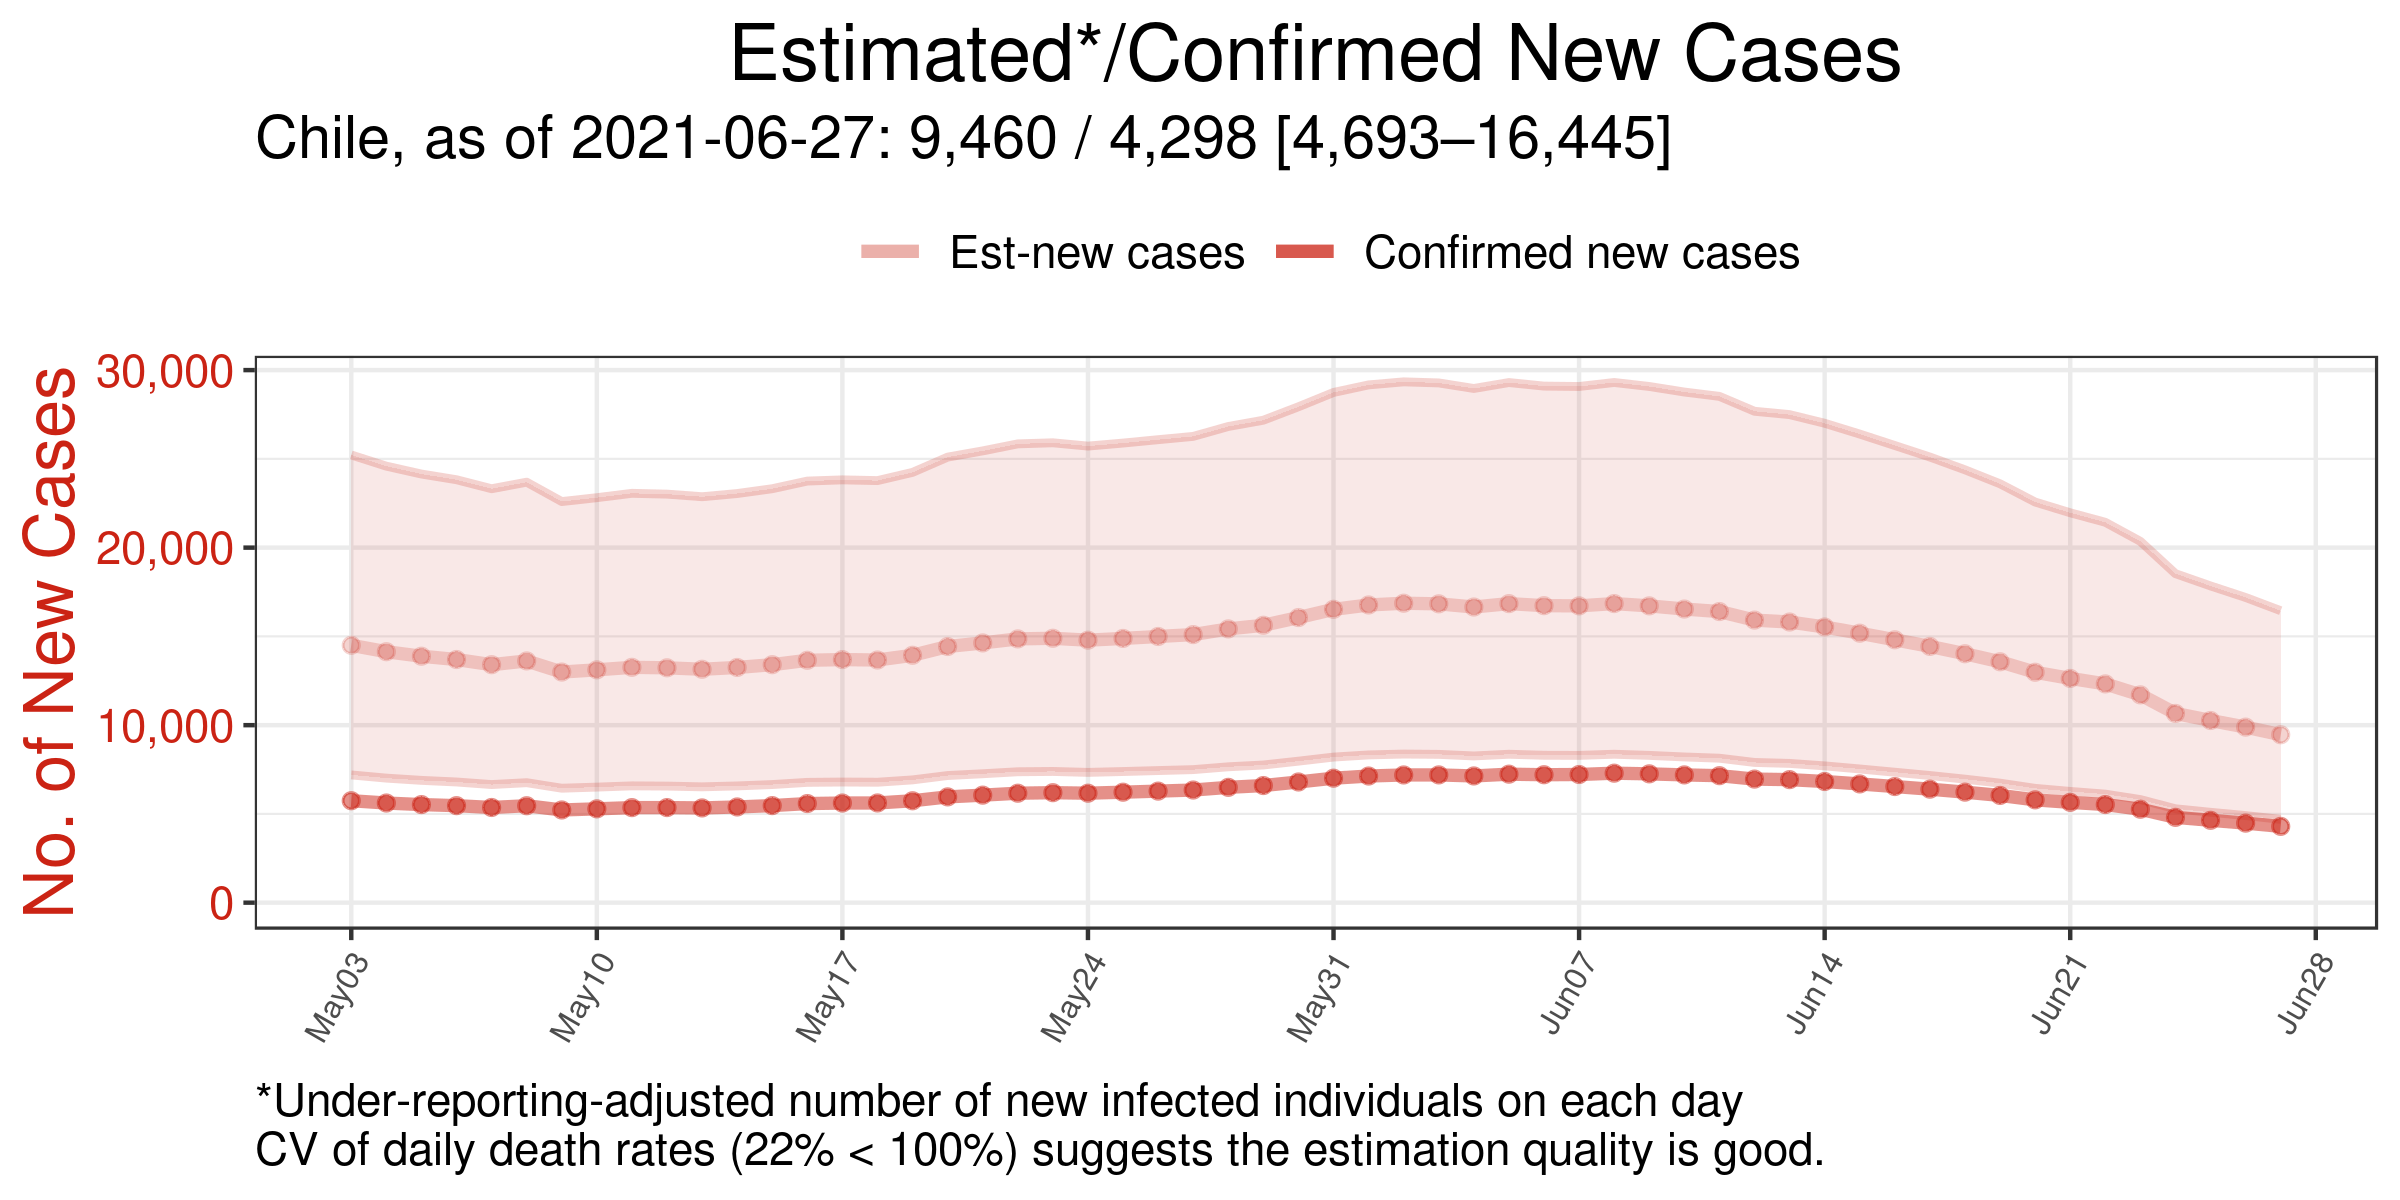 Estimated*/Confirmed New Cases
Chile, as of 2021-06-27: 9,460 / 4,298 [4,693–16,445]
Est-new cases
Confirmed new cases
No. of New Cases
30,000
20,000
10,000
0
May03
May10
May17
May24
May31
Jun07
Jun14
Jun21
Jun28
*Under-reporting-adjusted number of new infected individuals on each day
CV of daily death rates (22% < 100%) suggests the estimation quality is good.